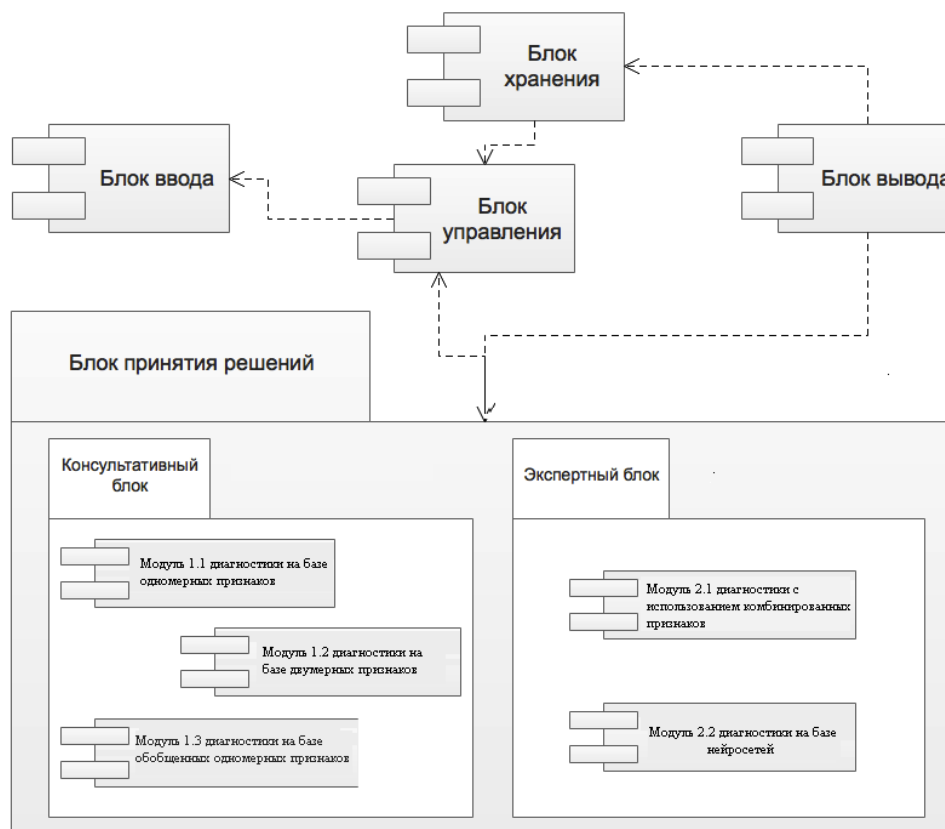 Блок
хранения
Блок ввода
Блок
управления
Блок вывода
Блок принятия решений
Консультативный
блок
Экспертный блок
Модуль 1.1 диагностики на базе
одномерных признаков
Модуль 1.2 диагностики на
базе двумерных признаков
Модуль 1.3 диагностики на базе
обобщенных одномерных признаков
Модуль 2.1 диагностики с
использованием комбинированных
признаков
Модуль 2.2 диагностики на базе
нейросетей